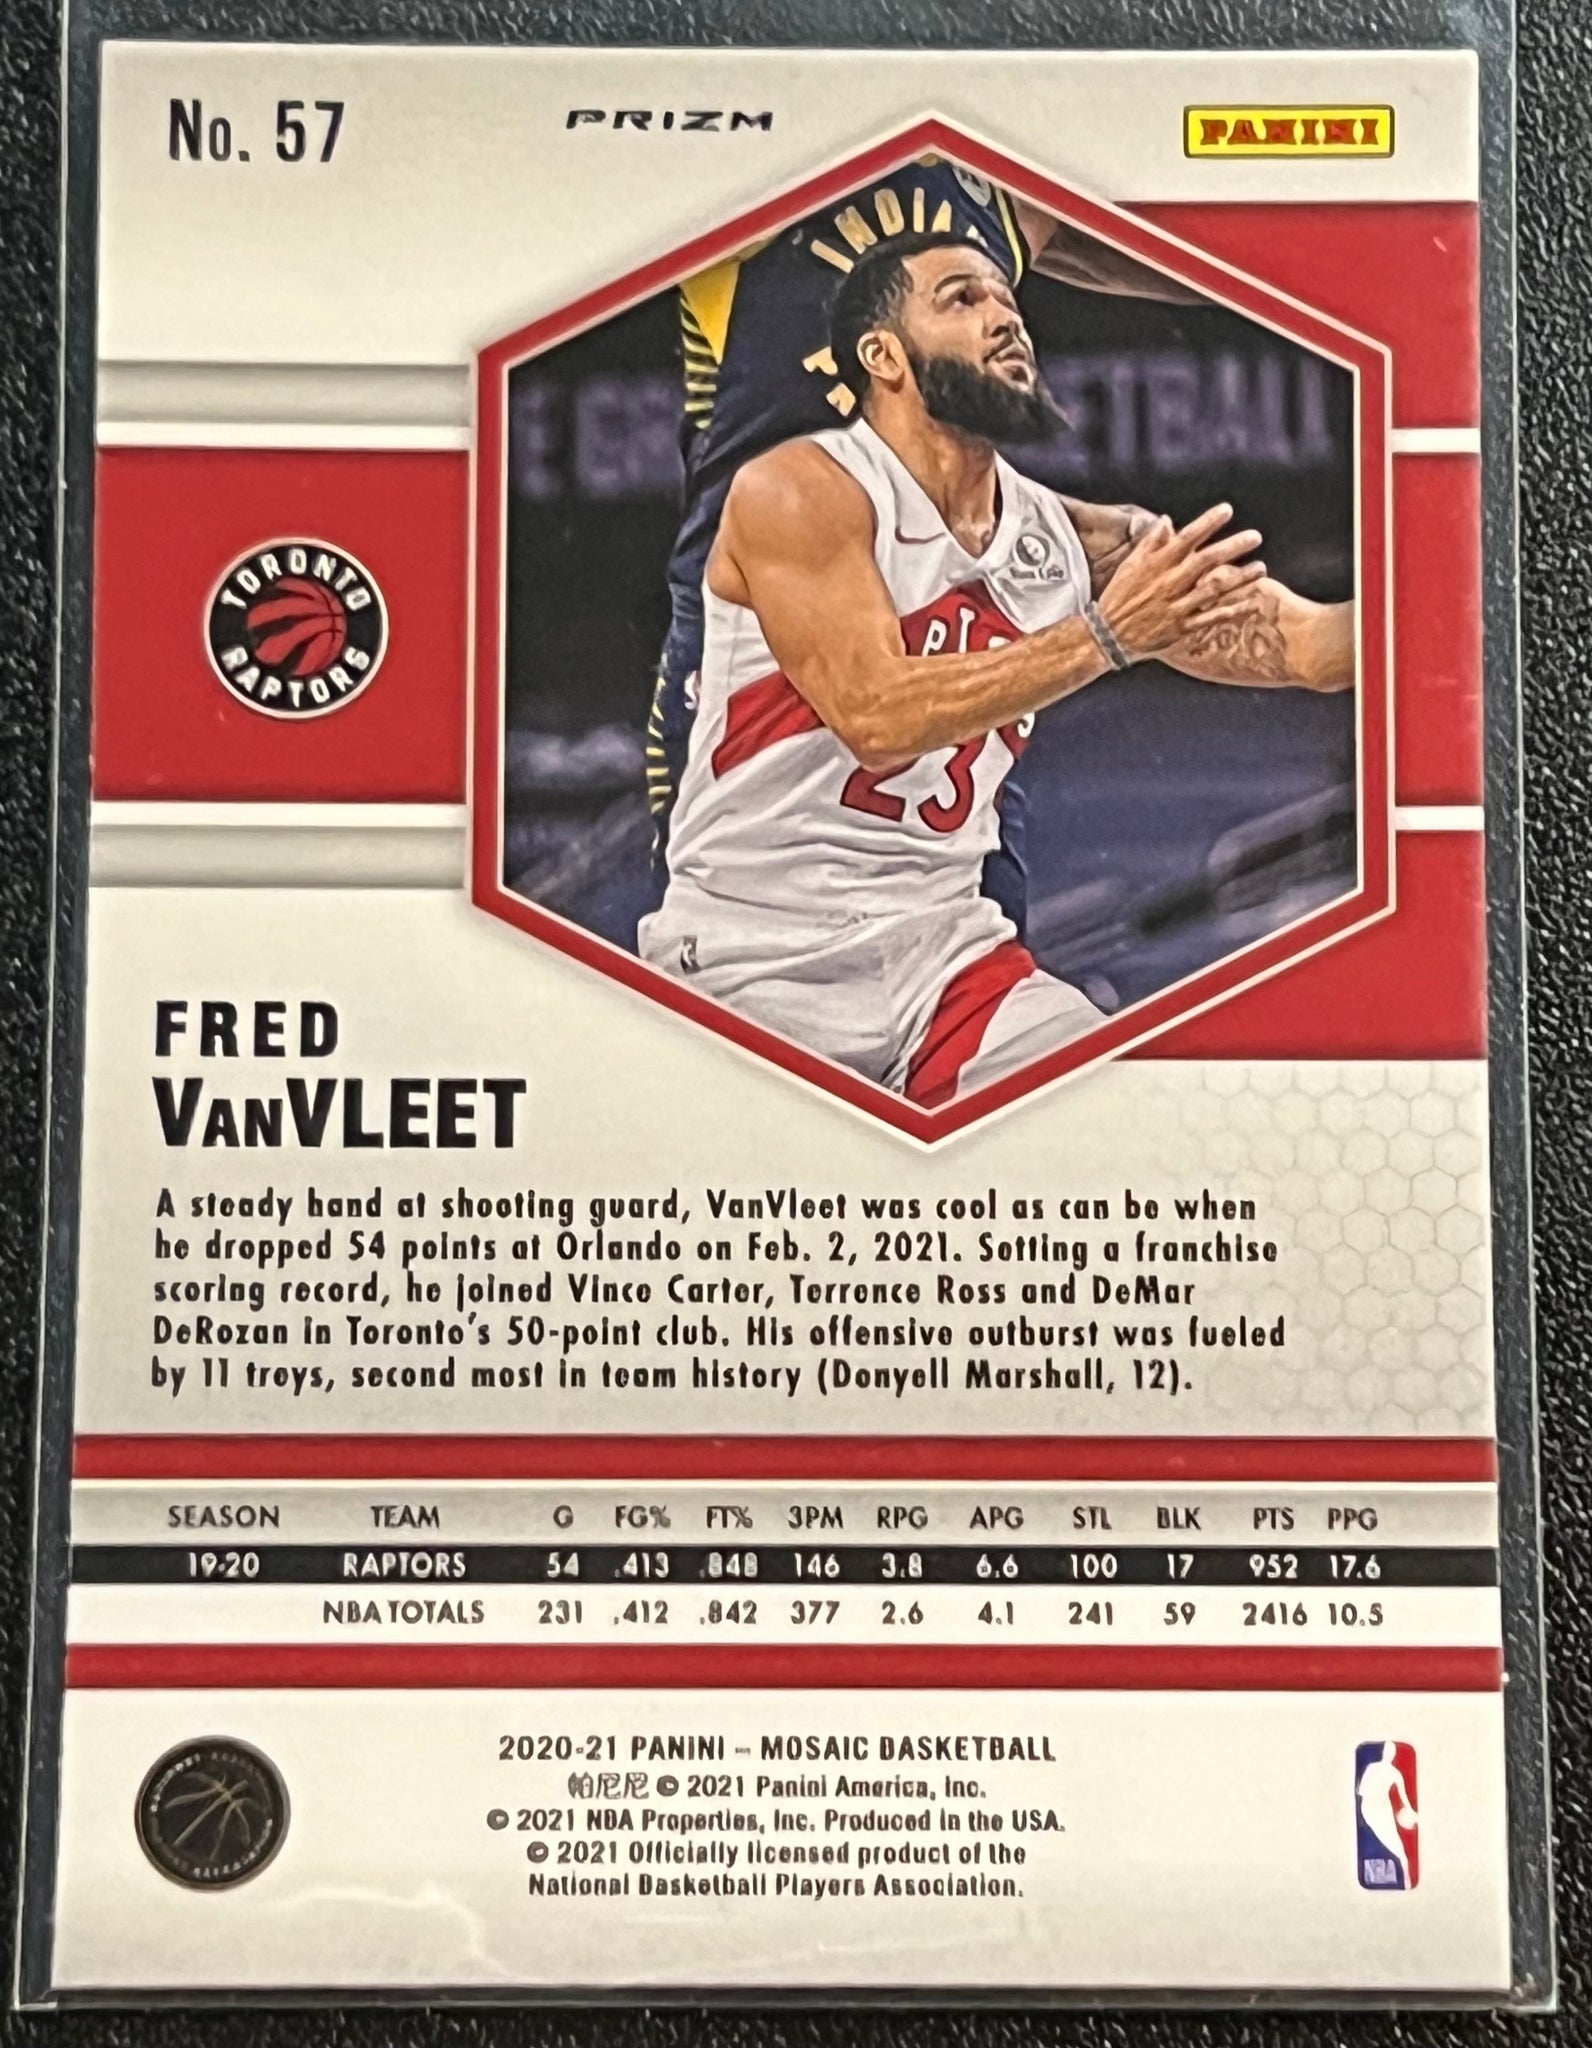 No. 57
PRIZM
PANINI
INDIA
ETBALL
TORONTO
RAPTORS
23
FRED
VANVLEET
A steady hand at shooting guard, VanVleet was cool as can be when
he dropped 54 points at Orlando on Feb. 2, 2021. Setting a franchise
scoring record, he joined Vince Carter, Terrence Ross and DeMar
DeRozan in Toronto's 50-point club. His offensive outburst was fueled
by 11 treys, second most in team history (Donyell Marshall, 12).
SEASON TEAM G FG% FT% 3PM RPG APG STL BLK PTS PPG
19-20 RAPTORS 54 .413 .848 146 3.8 6.6 100 17 952 17.6
NBA TOTALS 231 .412 .842 377 2.6 4.1 241 59 2416 10.5
2020-21 PANINI – MOSAIC BASKETBALL
帕尼尼 © 2021 Panini America, Inc.
© 2021 NBA Properties, Inc. Produced in the USA.
© 2021 Officially licensed product of the
National Basketball Players Association.
NBA